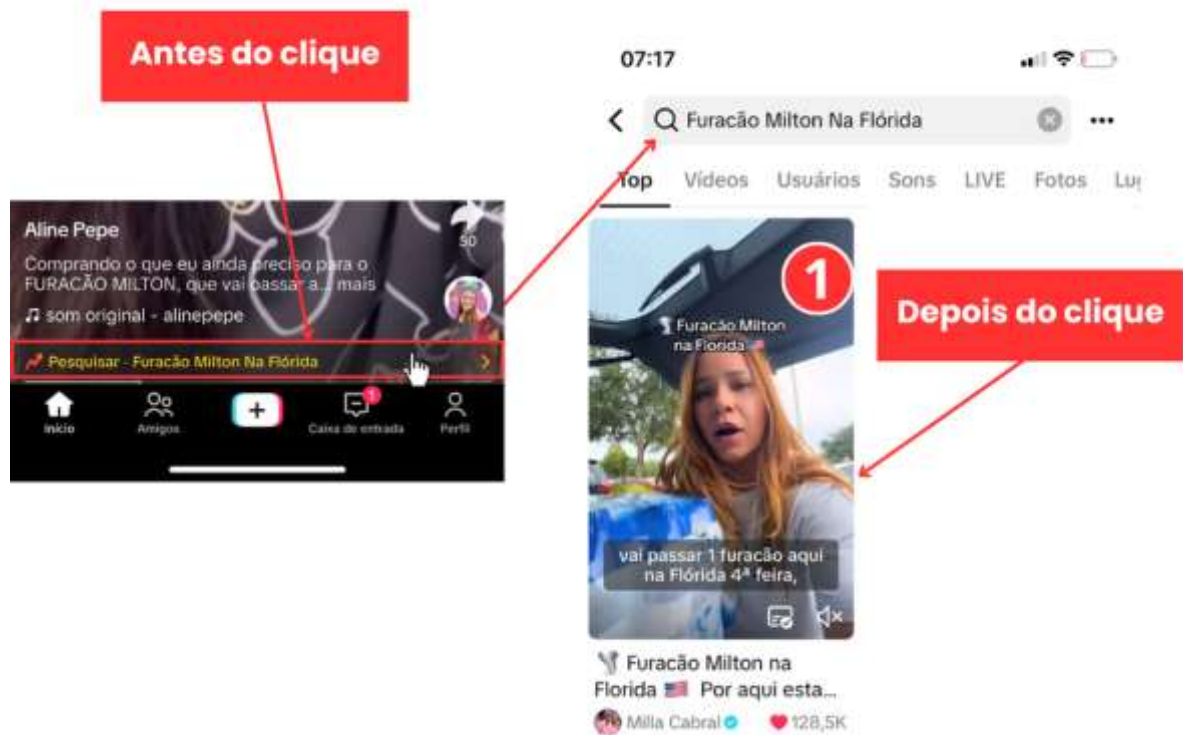 Antes do clique
Aline Pepe
50
Comprando o que eu ainda preciso para o
FURACÃO MILTON, que vai passar a... mais
som original - alinepepe
Pesquisar - Furacão Milton Na Flórida
1
Início
Amigos
Caixa de entrada
Perfil
07:17
Furacão Milton Na Flórida
Top Vídeos Usuários Sons LIVE Fotos Lug
1
Furacão Milton
na Florida
vai passar 1 furacão aqui
na Flórida 4ª feira,
Depois do clique
Furacão Milton na
Florida 🇺🇸 Por aqui esta...
Milla Cabral
128,5K